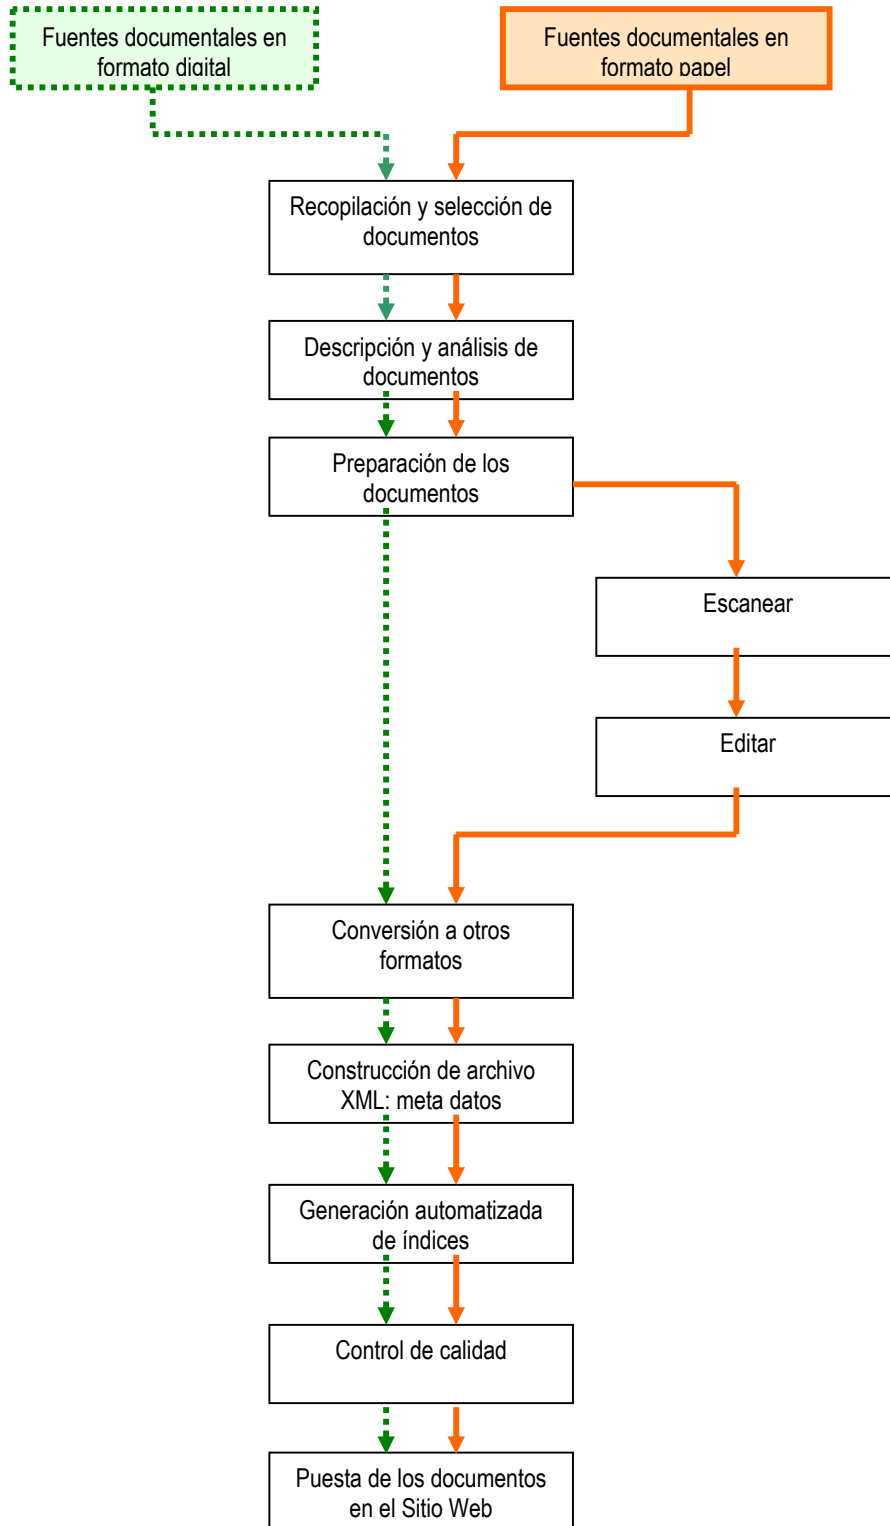 Fuentes documentales en
formato digital
Fuentes documentales en
formato papel
Recopilación y selección de
documentos
Descripción y análisis de
documentos
Preparación de los
documentos
Escanear
Editar
Conversión a otros
formatos
Construcción de archivo
XML: meta datos
Generación automatizada
de índices
Control de calidad
Puesta de los documentos
en el Sitio Web